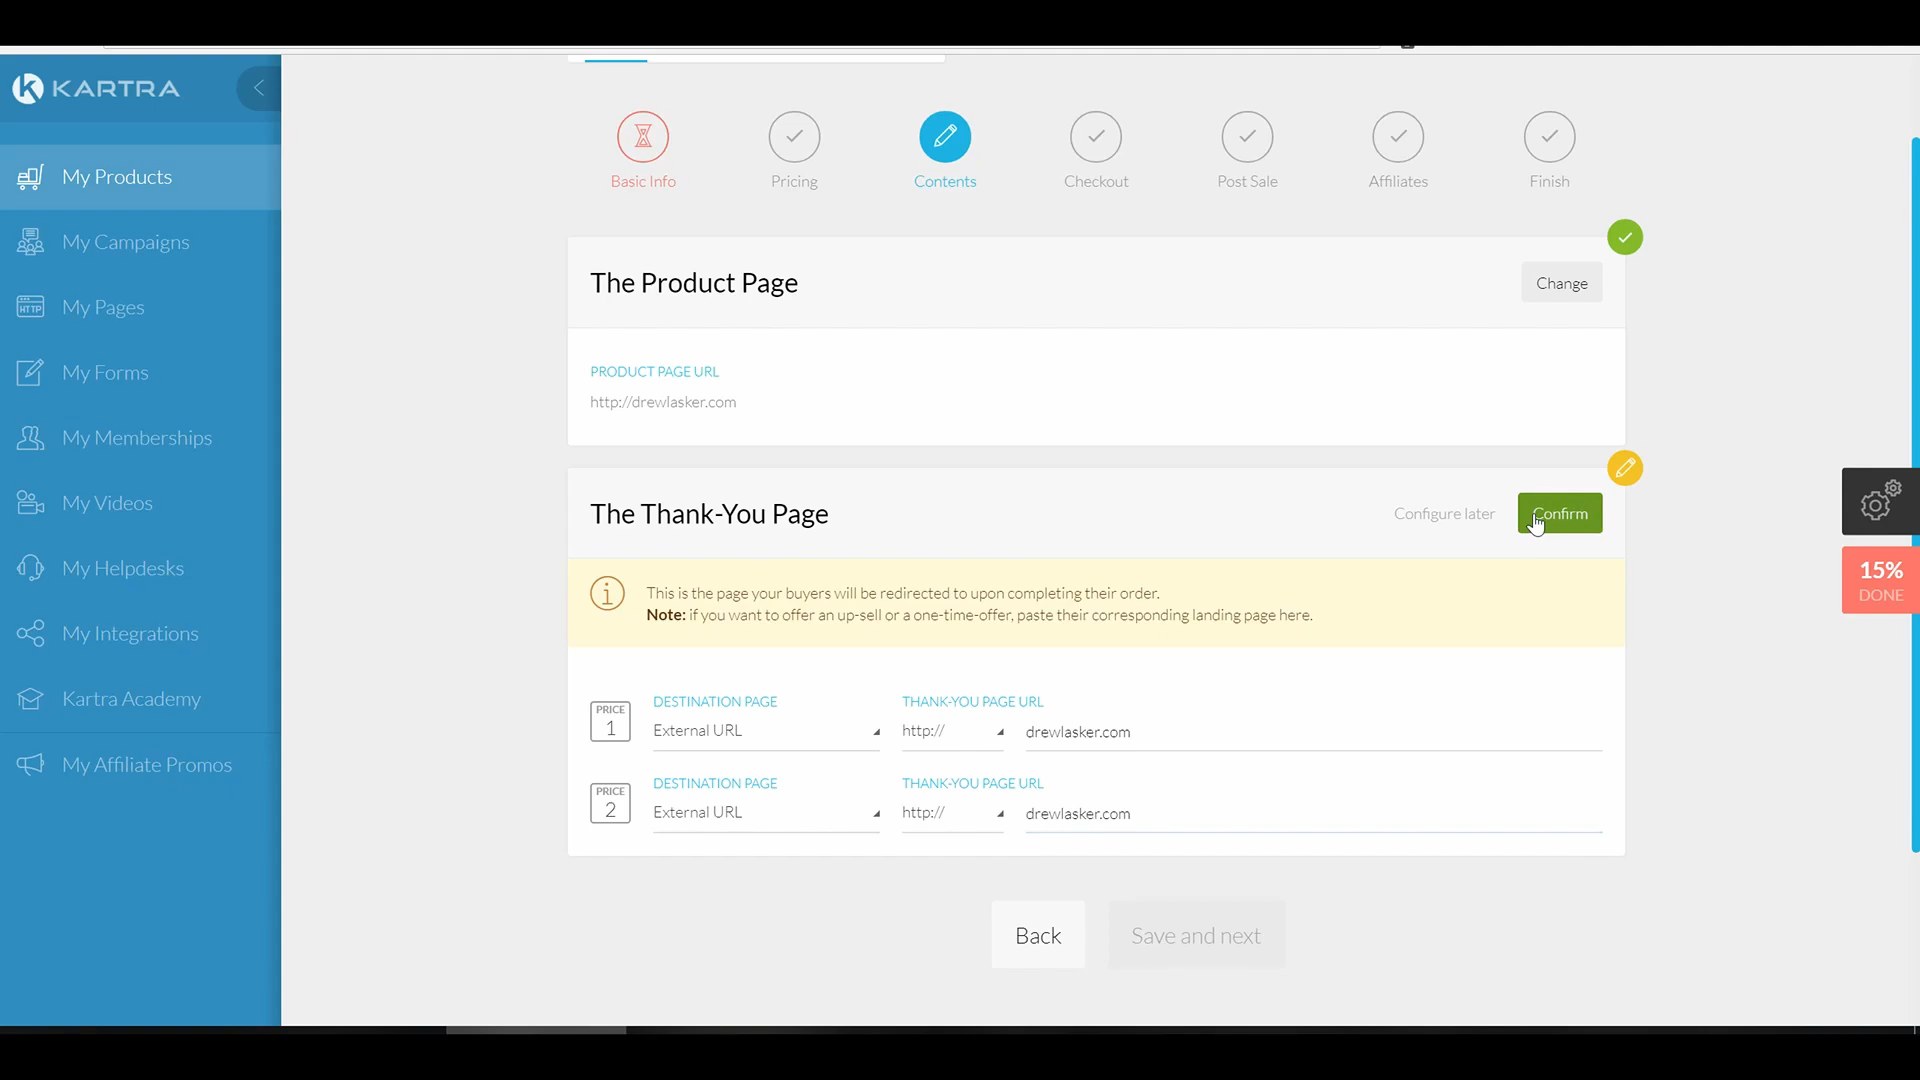 KARTRA
My Products
My Campaigns
HTTP
My Pages
My Forms
My Memberships
My Videos
My Helpdesks
My Integrations
Kartra Academy
My Affiliate Promos
Basic Info
Pricing
Contents
Checkout
Post Sale
Affiliates
Finish
The Product Page
Change
PRODUCT PAGE URL
http://drewlasker.com
The Thank-You Page
Configure later
Confirm
This is the page your buyers will be redirected to upon completing their order.
Note: if you want to offer an up-sell or a one-time-offer, paste their corresponding landing page here.
PRICE
1
DESTINATION PAGE
External URL
THANK-YOU PAGE URL
http://
drewlasker.com
PRICE
2
DESTINATION PAGE
External URL
THANK-YOU PAGE URL
http://
drewlasker.com
Back
Save and next
15%
DONE